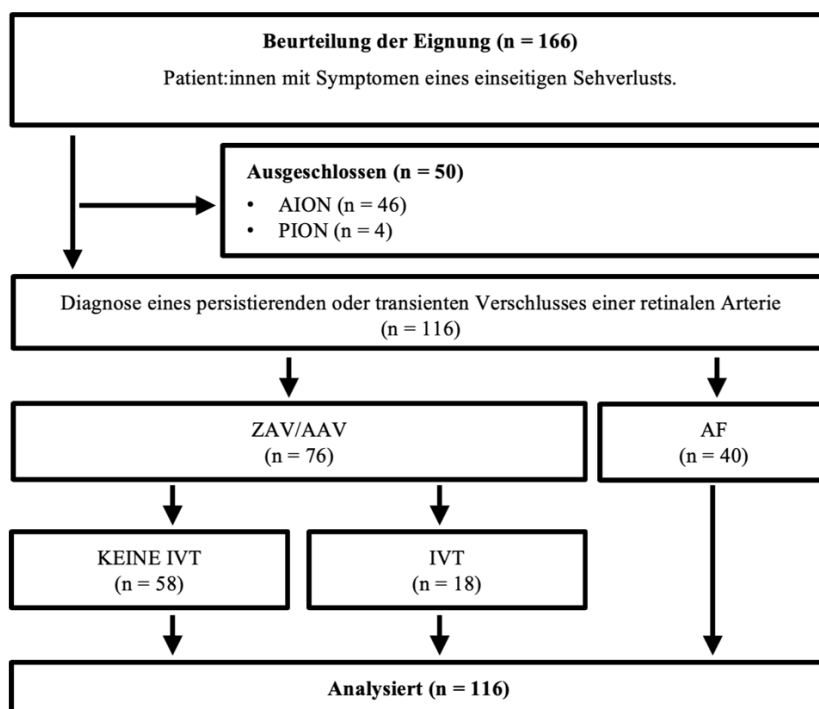 Beurteilung der Eignung (n = 166)
Patient:innen mit Symptomen eines einseitigen Sehverlusts.
Ausgeschlossen (n = 50)
• AION (n = 46)
• PION (n = 4)
Diagnose eines persistierenden oder transienten Verschlusses einer retinalen Arterie
(n = 116)
ZAV/AAV
(n = 76)
AF
(n = 40)
KEINE IVT
(n = 58)
IVT
(n = 18)
Analysiert (n = 116)